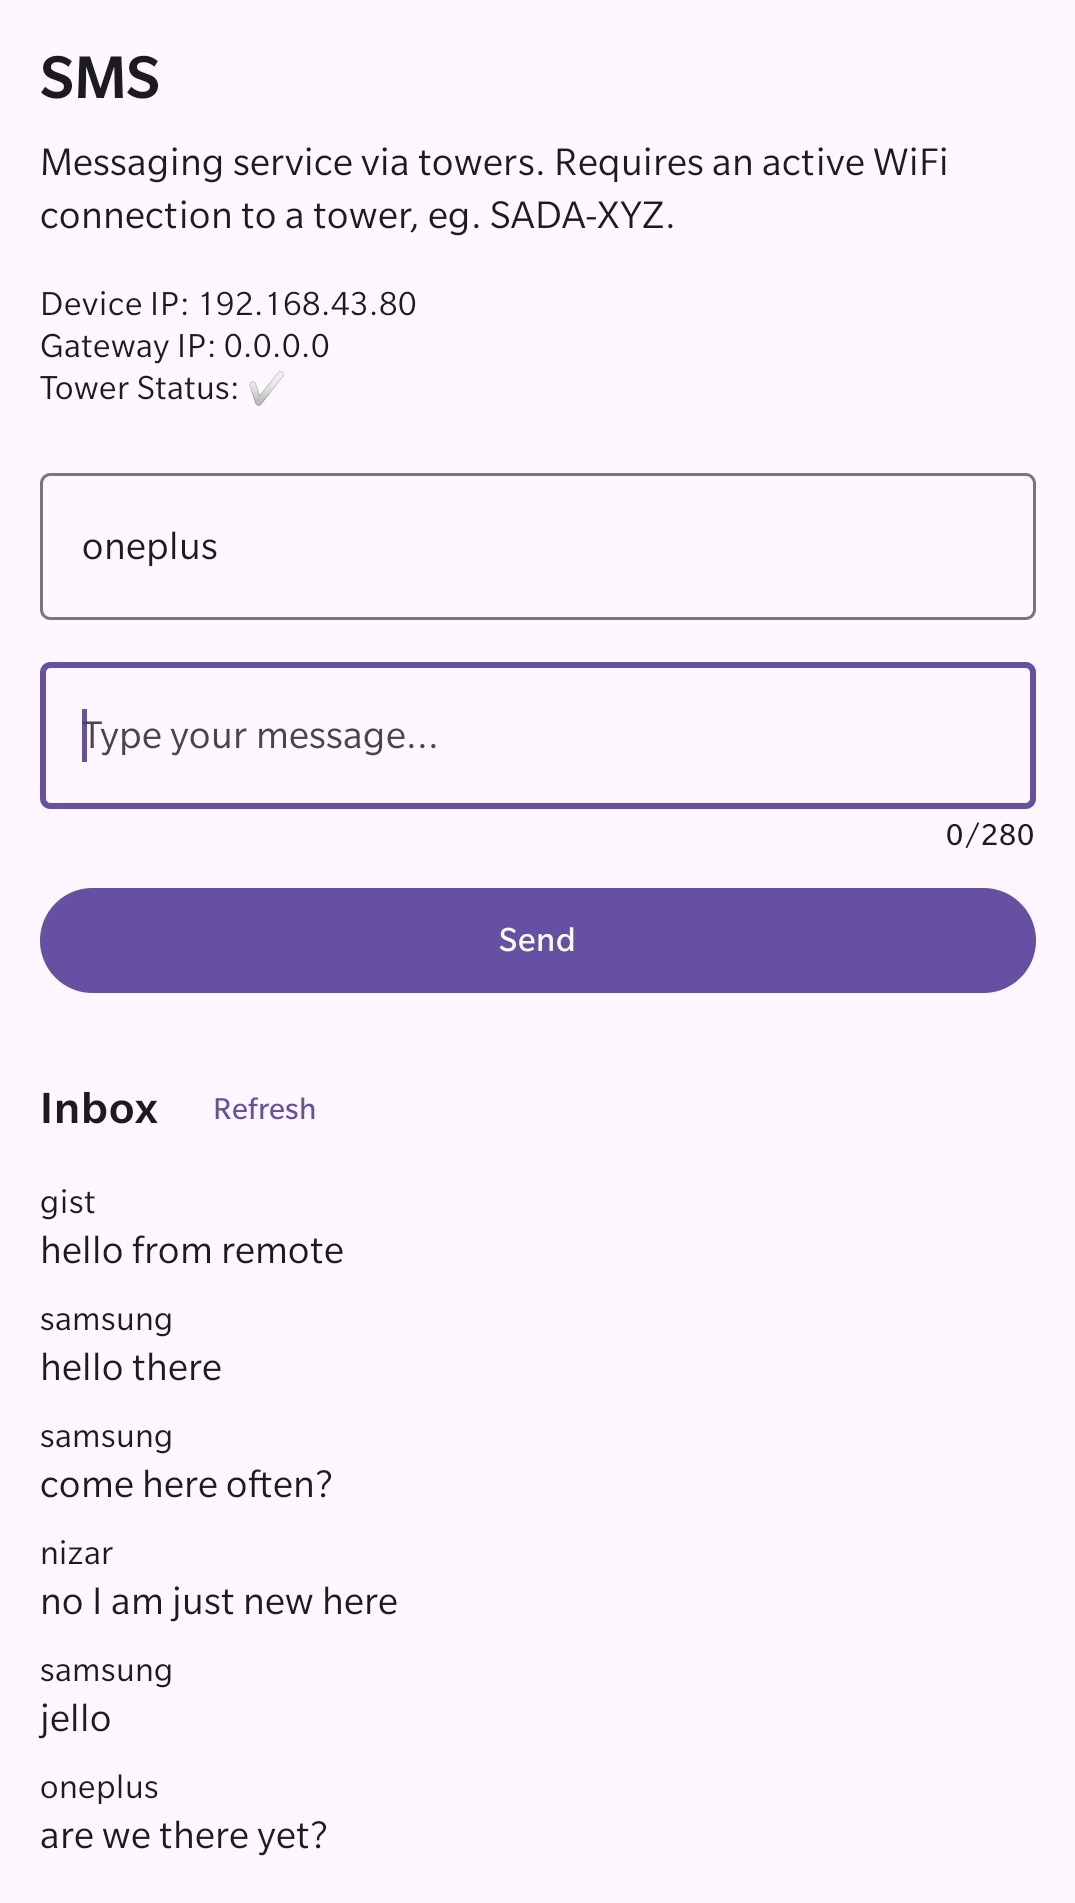 SMS
Messaging service via towers. Requires an active WiFi
connection to a tower, eg. SADA-XYZ.
Device IP: 192.168.43.80
Gateway IP: 0.0.0.0
Tower Status: ✔
oneplus
Type your message...
0/280
Send
Inbox Refresh
gist
hello from remote
samsung
hello there
samsung
come here often?
nizar
no I am just new here
samsung
jello
oneplus
are we there yet?